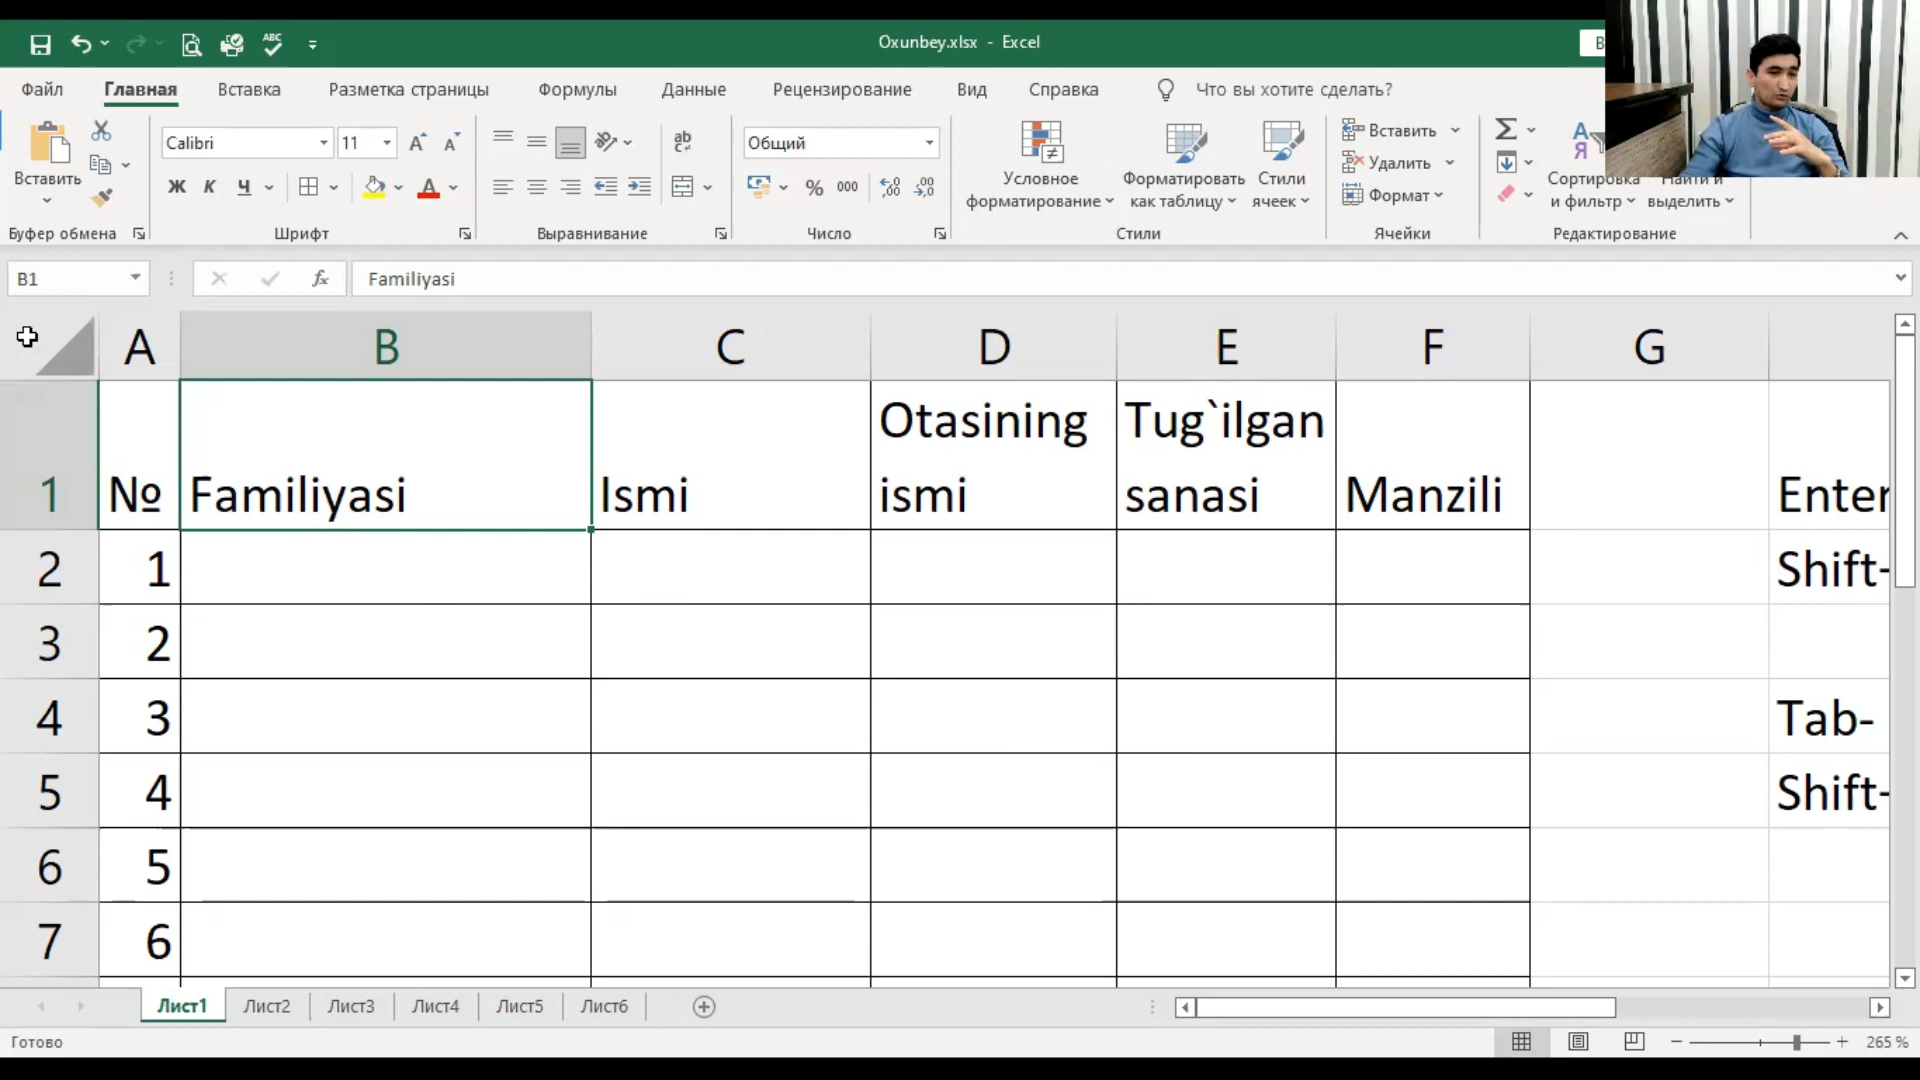 Oxunbey.xlsx - Excel
В
Файл Главная Вставка Разметка страницы Формулы Данные Рецензирование Вид Справка Что вы хотите сделать?
Вставить
Calibri 11
Ж К Ч
Общий
% 000
Условное форматирование
Форматировать как таблицу
Стили ячеек
Вставить
Удалить
Формат
Сортировка и фильтр
Найти и выделить
Буфер обмена Шрифт Выравнивание Число Стили Ячейки Редактирование
B1 fx Familiyasi
A B C D E F G
1 № Familiyasi Ismi Otasining ismi Tug`ilgan sanasi Manzili Enter
2 1 Shift-
3 2
4 3 Tab-
5 4 Shift-
6 5
7 6
Лист1 Лист2 Лист3 Лист4 Лист5 Лист6
Готово 265 %